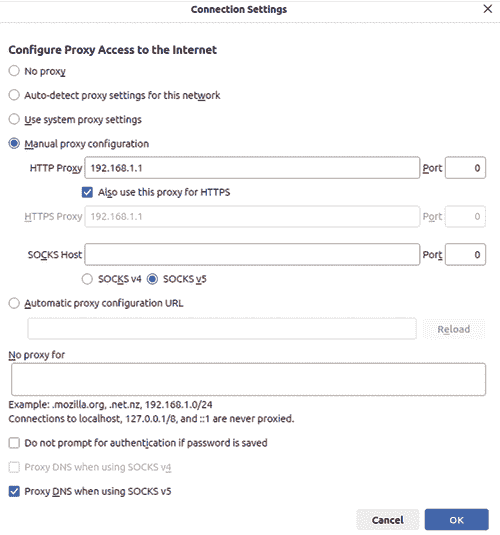 Connection Settings
Configure Proxy Access to the Internet
No proxy
Auto-detect proxy settings for this network
Use system proxy settings
Manual proxy configuration
HTTP Proxy 192.168.1.1 Port 0
Also use this proxy for HTTPS
HTTPS Proxy 192.168.1.1 Port 0
SOCKS Host Port 0
SOCKS v4 SOCKS v5
Automatic proxy configuration URL
Reload
No proxy for
Example: .mozilla.org, .net.nz, 192.168.1.0/24
Connections to localhost, 127.0.0.1/8, and ::1 are never proxied.
Do not prompt for authentication if password is saved
Proxy DNS when using SOCKS v4
Proxy DNS when using SOCKS v5
Cancel OK